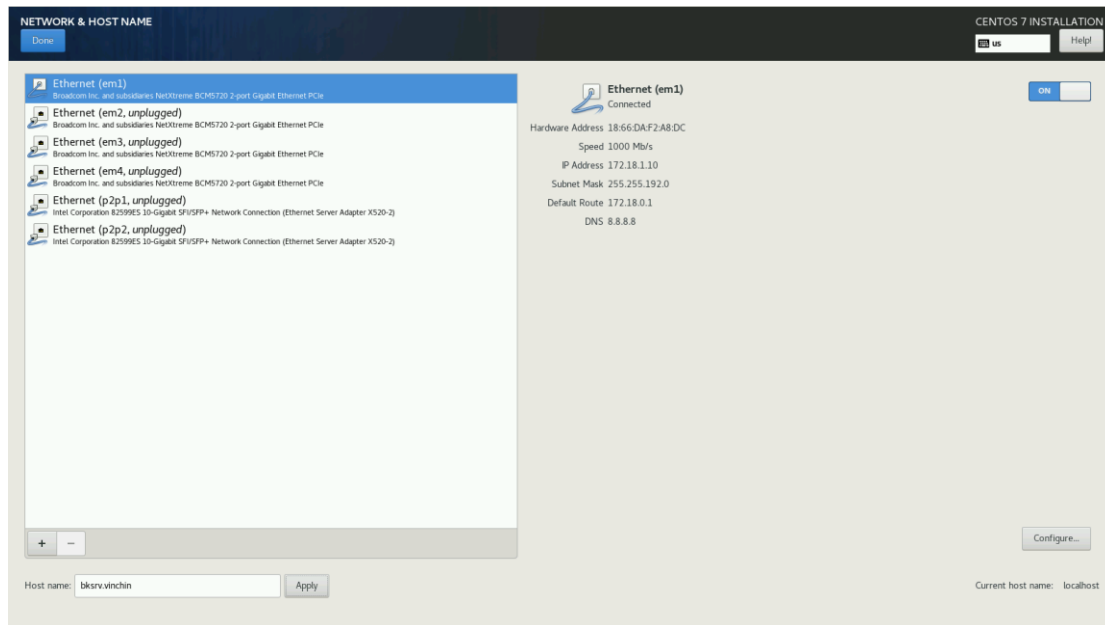 NETWORK & HOST NAME
CENTOS 7 INSTALLATION
Done
us
Help!
Ethernet (em1)
Broadcom Inc. and subsidiaries NetXtreme BCM5720 2-port Gigabit Ethernet PCIe
Ethernet (em2, unplugged)
Broadcom Inc. and subsidiaries NetXtreme BCM5720 2-port Gigabit Ethernet PCIe
Ethernet (em3, unplugged)
Broadcom Inc. and subsidiaries NetXtreme BCM5720 2-port Gigabit Ethernet PCIe
Ethernet (em4, unplugged)
Broadcom Inc. and subsidiaries NetXtreme BCM5720 2-port Gigabit Ethernet PCIe
Ethernet (p2p1, unplugged)
Intel Corporation 82599ES 10-Gigabit SFI/SFP+ Network Connection (Ethernet Server Adapter X520-2)
Ethernet (p2p2, unplugged)
Intel Corporation 82599ES 10-Gigabit SFI/SFP+ Network Connection (Ethernet Server Adapter X520-2)
+ −
Ethernet (em1)
Connected
ON
Hardware Address 18:66:DA:F2:A8:DC
Speed 1000 Mb/s
IP Address 172.18.1.10
Subnet Mask 255.255.192.0
Default Route 172.18.0.1
DNS 8.8.8.8
Configure...
Host name: bksrv.vinchin Apply
Current host name: localhost